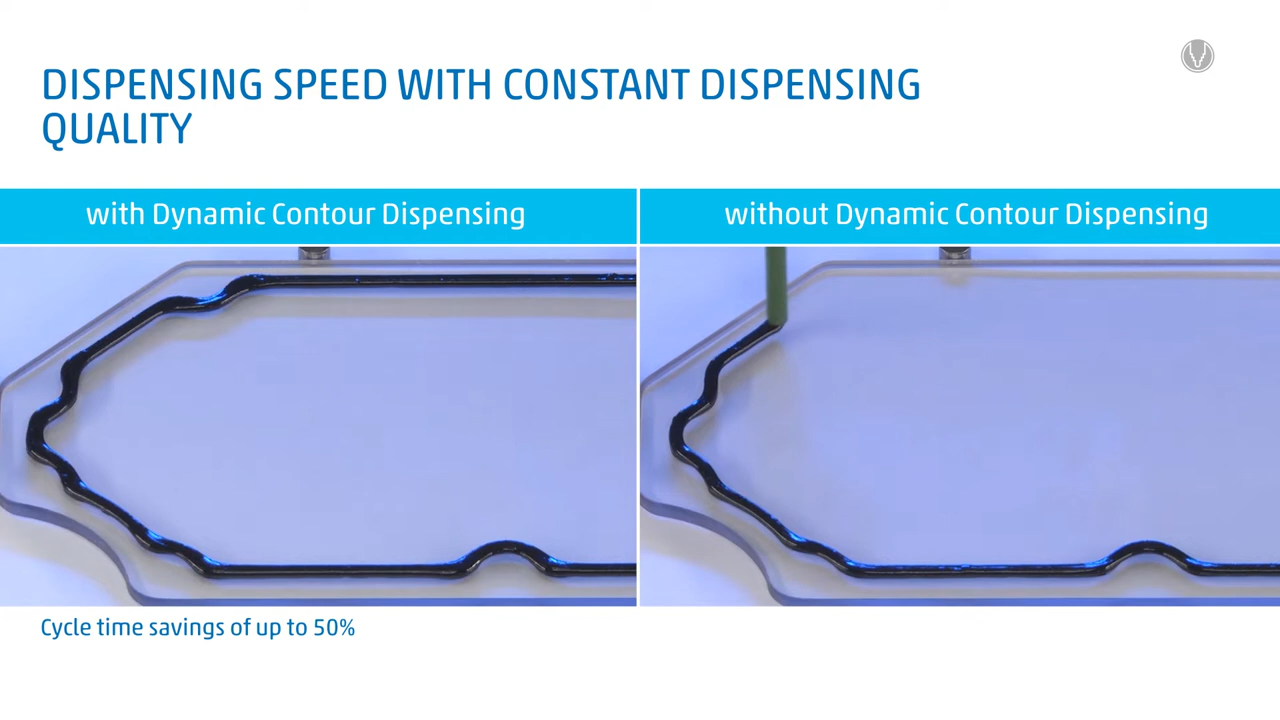 DISPENSING SPEED WITH CONSTANT DISPENSING
QUALITY
with Dynamic Contour Dispensing
without Dynamic Contour Dispensing
Cycle time savings of up to 50%